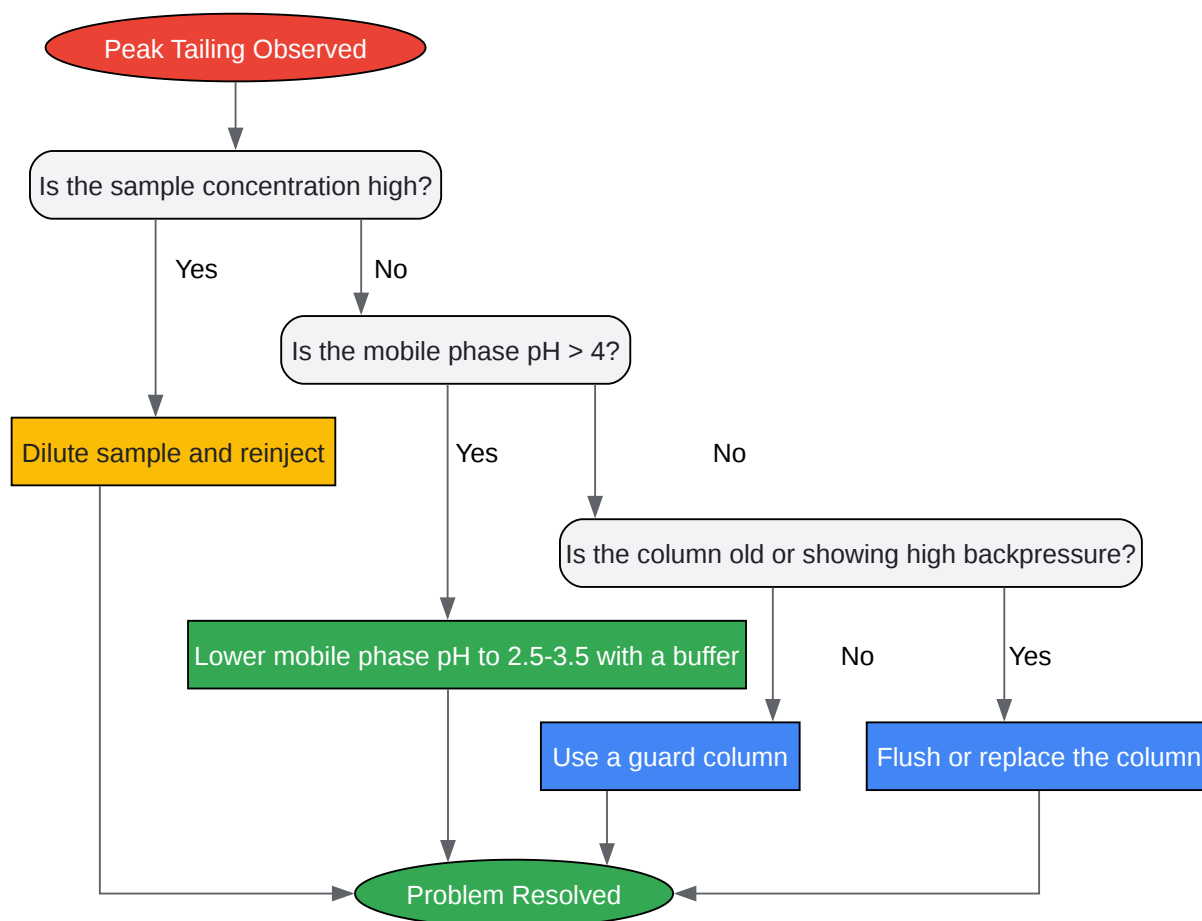 Peak Tailing Observed
Is the sample concentration high?
Yes
No
Is the mobile phase pH > 4?
Dilute sample and reinject
Yes
No
Is the column old or showing high backpressure?
Lower mobile phase pH to 2.5-3.5 with a buffer
No
Yes
Use a guard column
Flush or replace the column
Problem Resolved